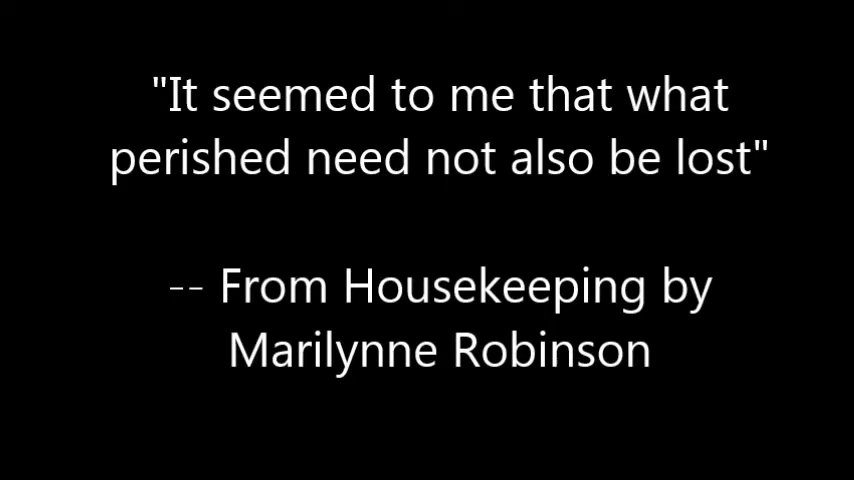 "It seemed to me that what
perished need not also be lost"
-- From Housekeeping by
Marilynne Robinson